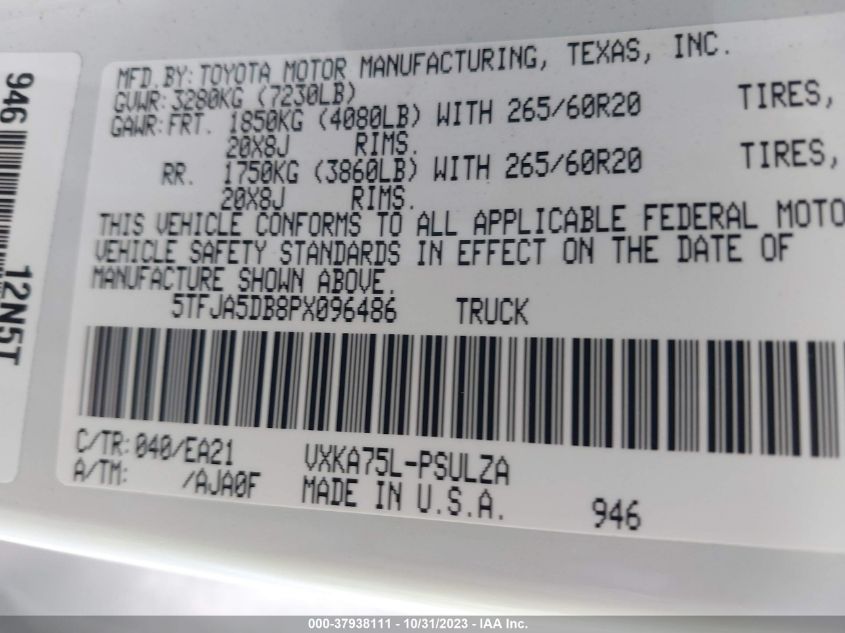 MFD. BY: TOYOTA MOTOR MANUFACTURING, TEXAS, INC.
GVWR: 3280KG (7230LB)
GAWR: FRT. 1850KG (4080LB) WITH 265/60R20 TIRES,
20X8J RIMS.
RR. 1750KG (3860LB) WITH 265/60R20 TIRES,
20X8J RIMS.
THIS VEHICLE CONFORMS TO ALL APPLICABLE FEDERAL MOTO
VEHICLE SAFETY STANDARDS IN EFFECT ON THE DATE OF
MANUFACTURE SHOWN ABOVE.
5TFJA5DB8PX096486 TRUCK
C/TR: 040/EA21 VXKA75L-PSULZA
A/TM: /AJA0F MADE IN U.S.A. 946
946
12N5T
000-37938111 - 10/31/2023 - IAA Inc.